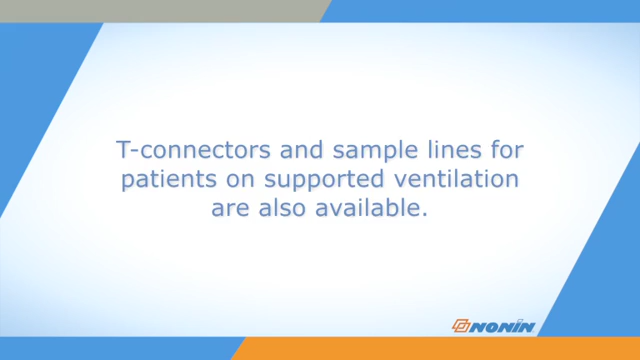 T-connectors and sample lines for
patients on supported ventilation
are also available.
NONIN